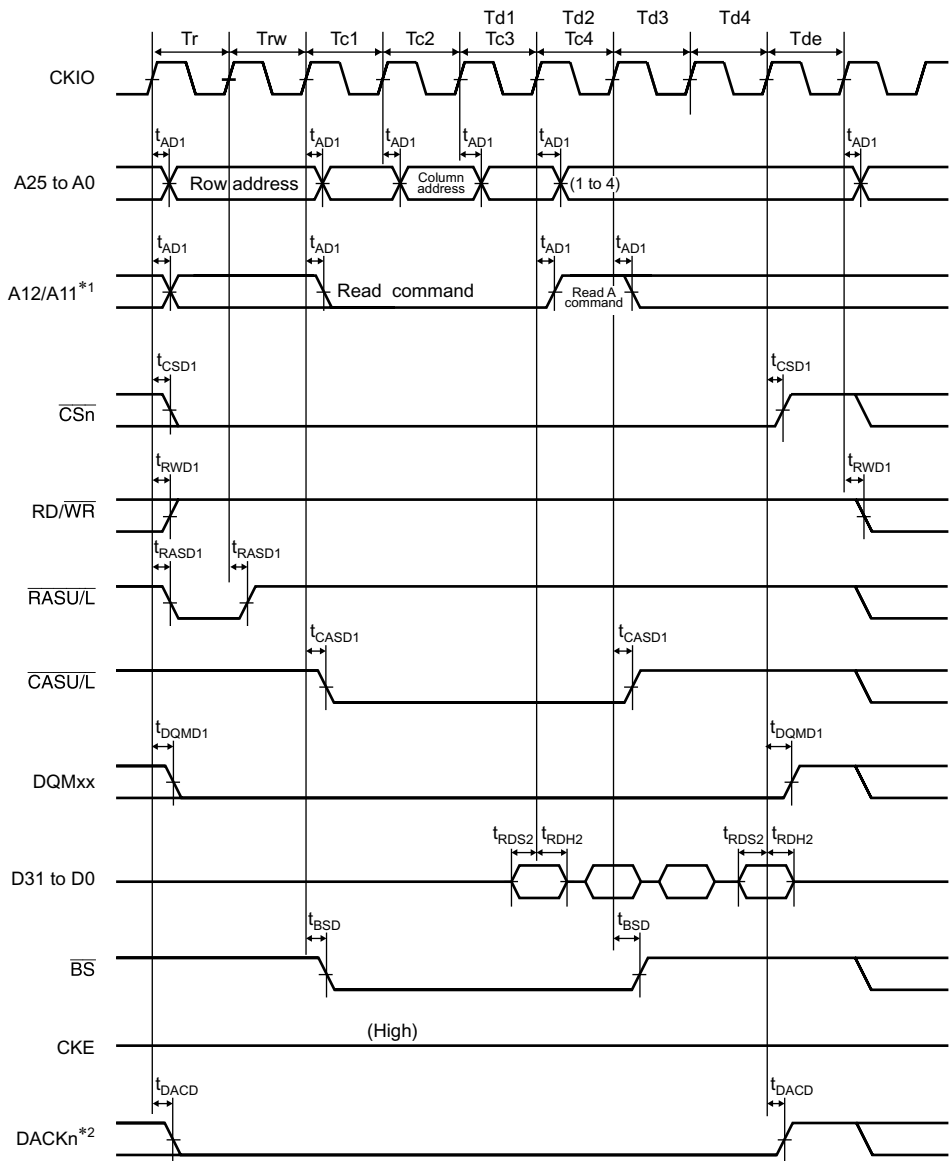 Td1 Td2 Td3 Td4
Tr Trw Tc1 Tc2 Tc3 Tc4 Tde
CKIO
tAD1 tAD1 tAD1 tAD1 tAD1 tAD1
A25 to A0 Row address Column address (1 to 4)
tAD1 tAD1 tAD1 tAD1
A12/A11*1 Read command Read A command
tCSD1 tCSD1
CSn
tRWD1 tRWD1
RD/WR
tRASD1 tRASD1
RASU/L
tCASD1 tCASD1
CASU/L
tDQMD1 tDQMD1
DQMxx
tRDS2 tRDH2 tRDS2 tRDH2
D31 to D0
tBSD tBSD
BS
(High)
CKE
tDACD tDACD
DACKn*2